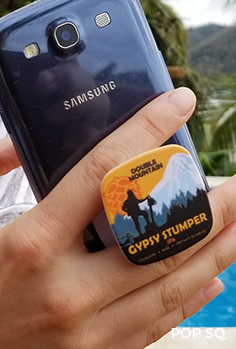 SAMSUNG
DOUBLE
MOUNTAIN
GYPSY STUMPER
IPA
POP SQ